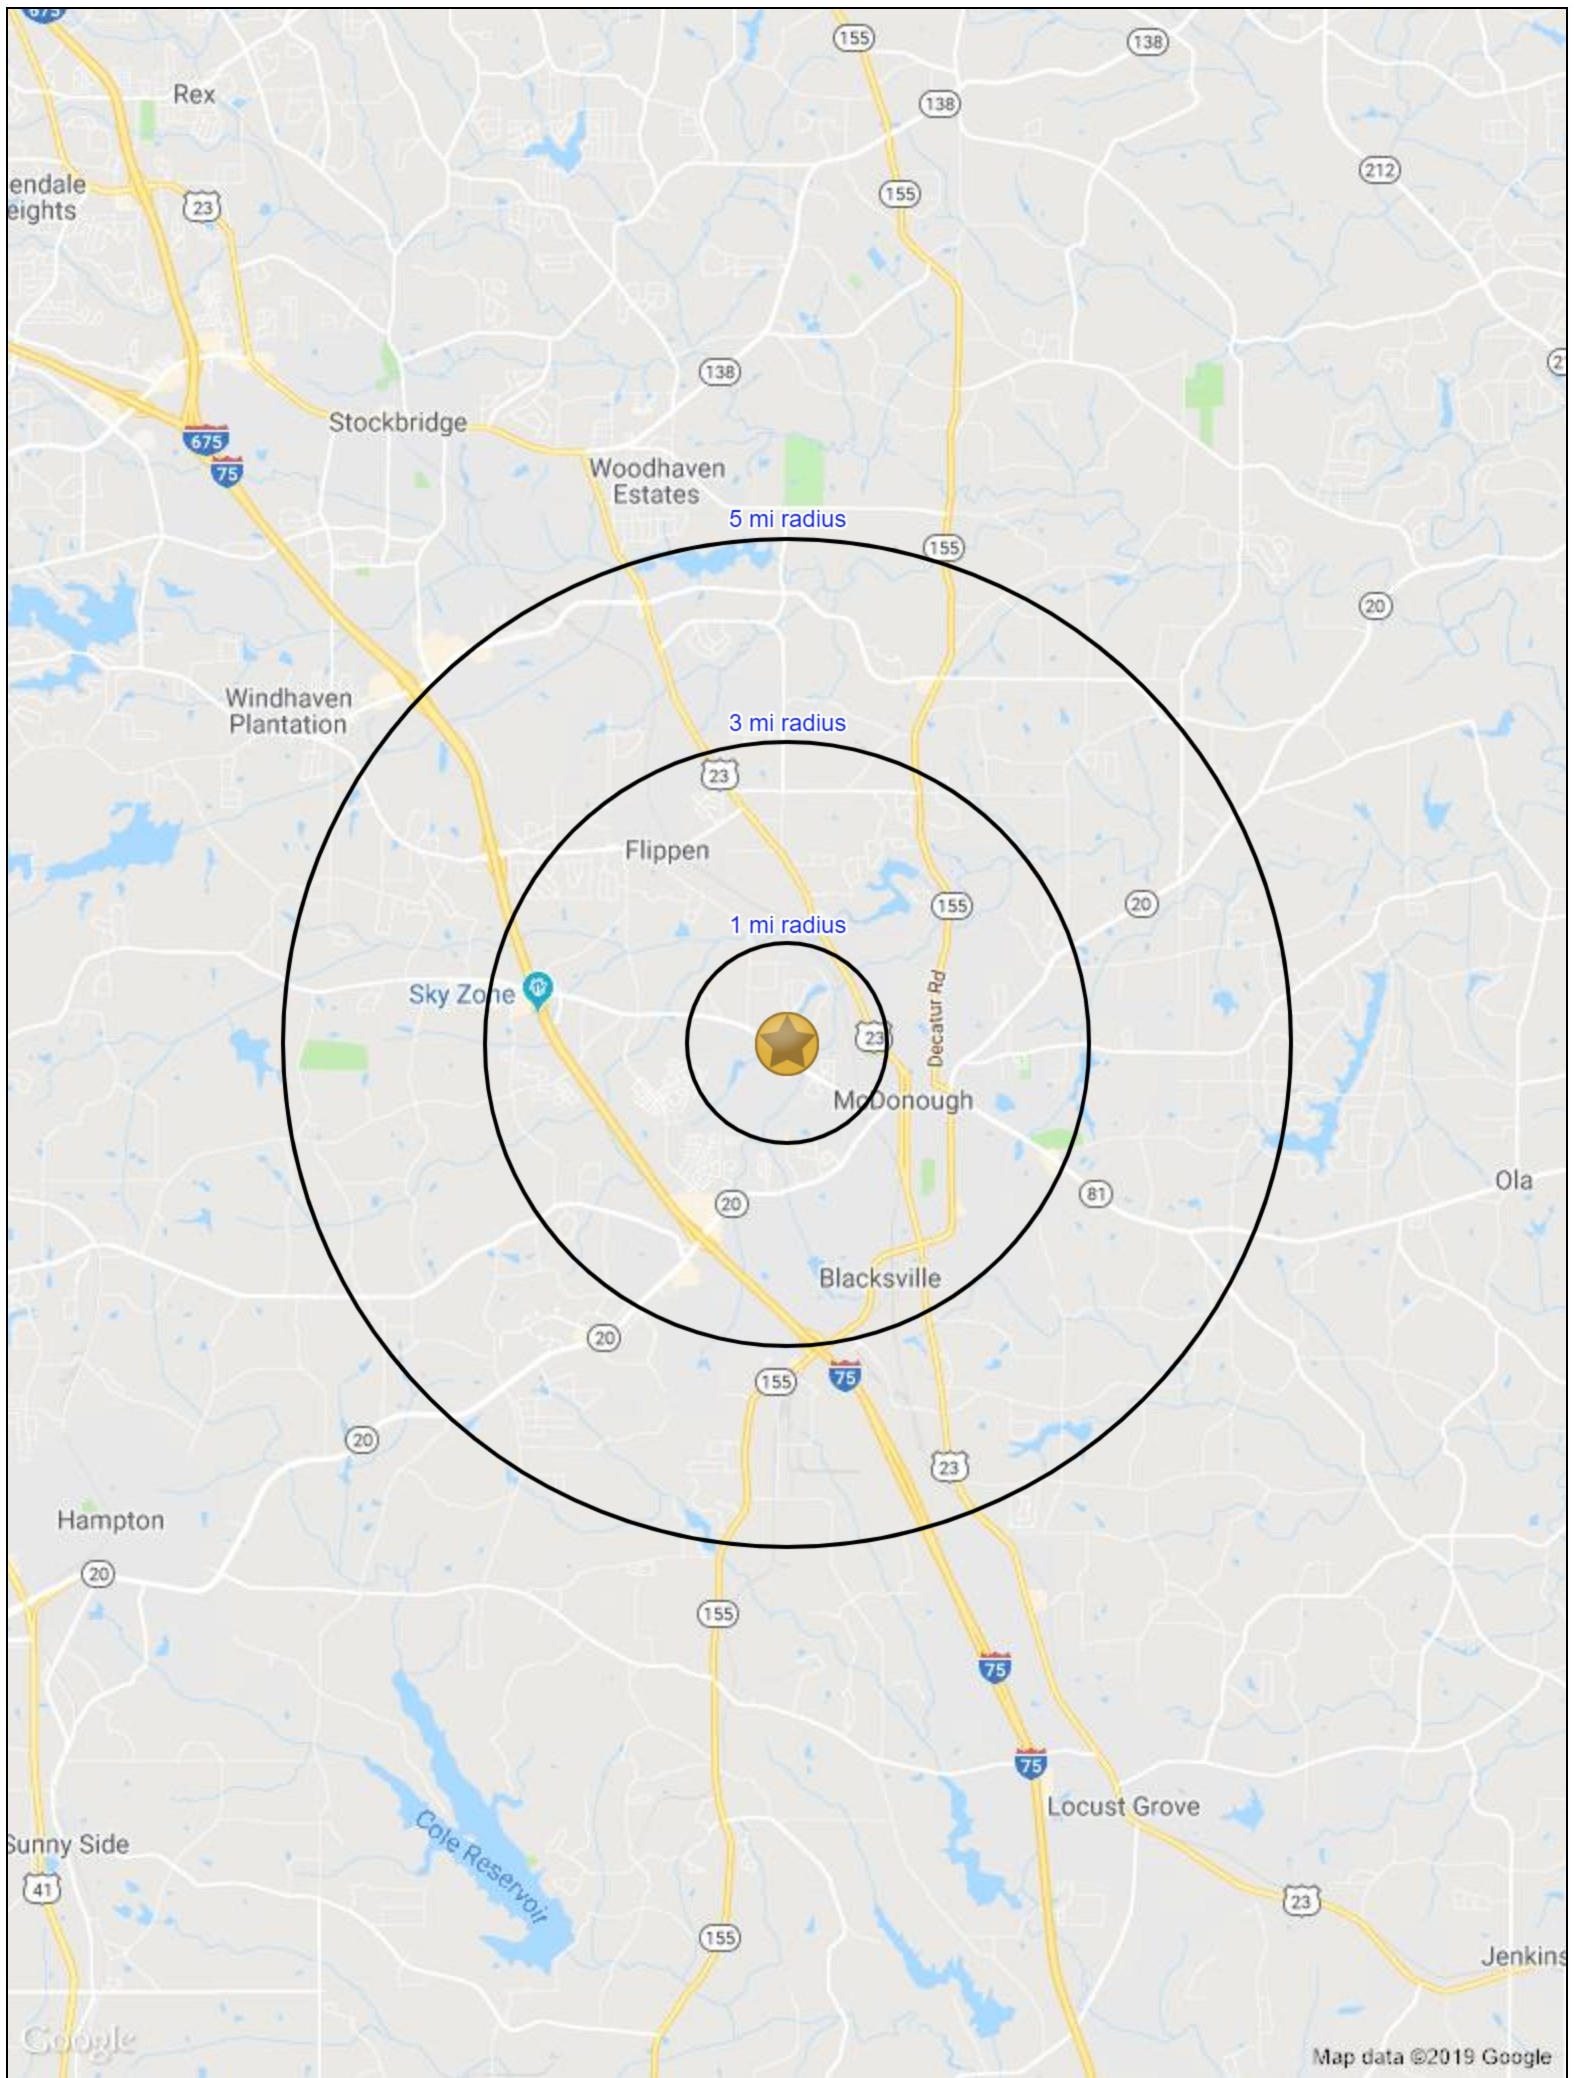 675
155
138
Rex
138
212
endale
eights
23
155
138
2
Stockbridge
675
75
Woodhaven
Estates
5 mi radius
155
20
Windhaven
Plantation
3 mi radius
23
Flippen
155
20
1 mi radius
Sky Zone
Decatur Rd
23
McDonough
81
Ola
20
Blacksville
20
155
75
20
23
Hampton
20
155
75
75
Locust Grove
Cole Reservoir
Sunny Side
41
23
155
Jenkins
Google
Map data ©2019 Google